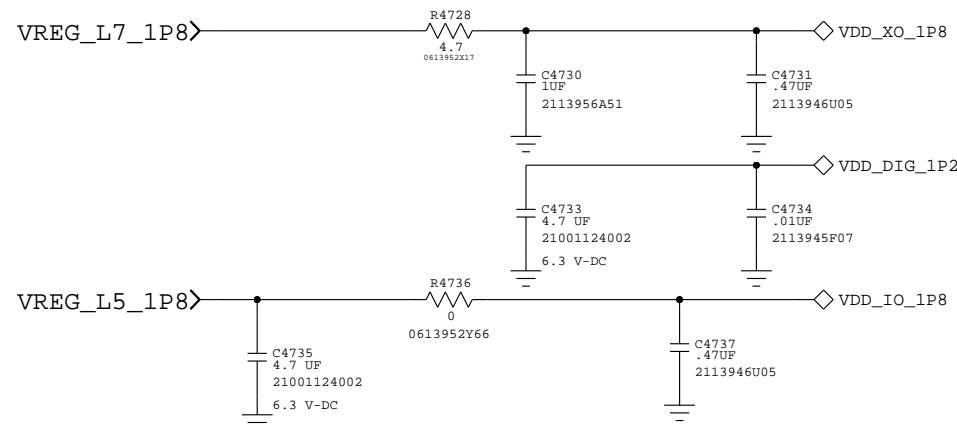 VREG_L7_1P8
R4728
4.7
0613952X17
VDD_XO_1P8
C4730
1UF
2113956A51
C4731
.47UF
2113946U05
VDD_DIG_1P2
C4733
4.7 UF
21001124002
6.3 V-DC
C4734
.01UF
2113945F07
VREG_L5_1P8
R4736
0
0613952Y66
VDD_IO_1P8
C4735
4.7 UF
21001124002
6.3 V-DC
C4737
.47UF
2113946U05